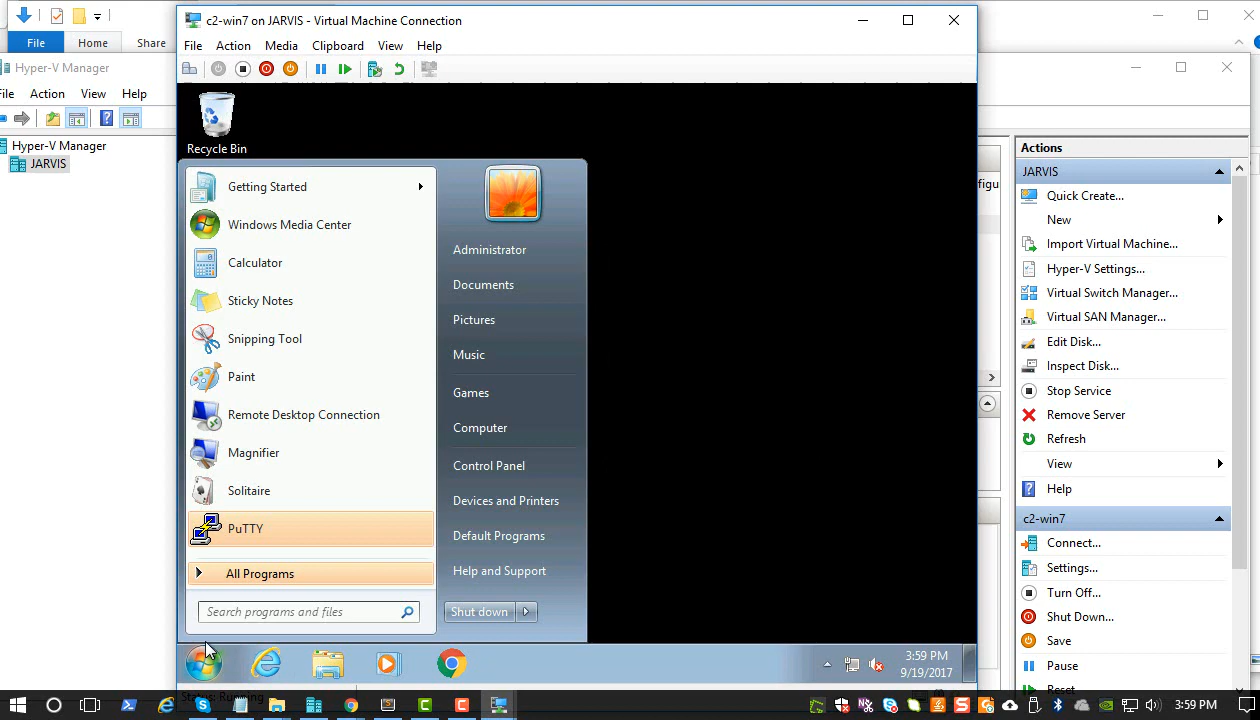 c2-win7 on JARVIS - Virtual Machine Connection
File Action Media Clipboard View Help
File Home Share
Hyper-V Manager
File Action View Help
Hyper-V Manager
JARVIS
Recycle Bin
Getting Started
Windows Media Center
Calculator
Sticky Notes
Snipping Tool
Paint
Remote Desktop Connection
Magnifier
Solitaire
PuTTY
All Programs
Search programs and files
Administrator
Documents
Pictures
Music
Games
Computer
Control Panel
Devices and Printers
Default Programs
Help and Support
Shut down
3:59 PM
9/19/2017
Status: Running
figu
Actions
JARVIS
Quick Create...
New
Import Virtual Machine...
Hyper-V Settings...
Virtual Switch Manager...
Virtual SAN Manager...
Edit Disk...
Inspect Disk...
Stop Service
Remove Server
Refresh
View
Help
c2-win7
Connect...
Settings...
Turn Off...
Shut Down...
Save
Pause
Reset
3:59 PM